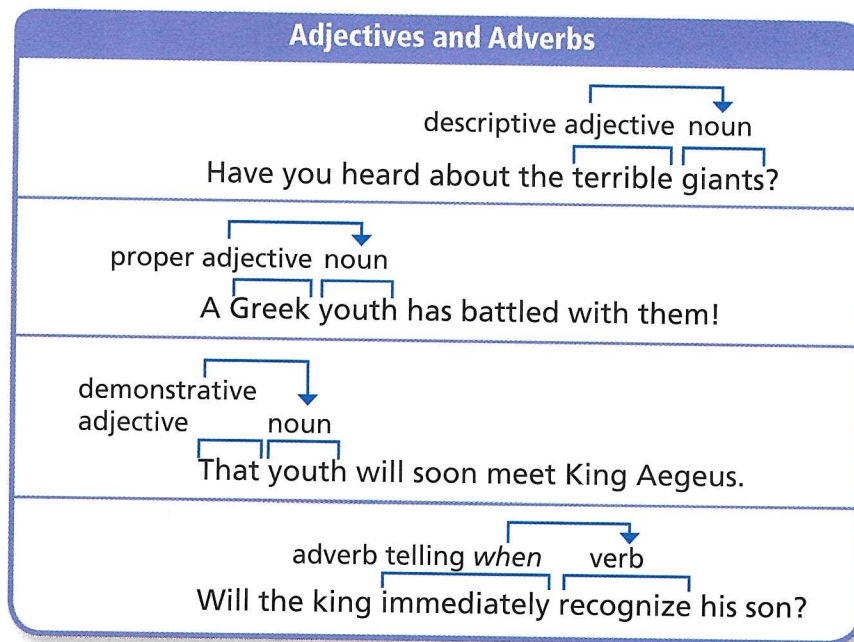 Adjectives and Adverbs
descriptive adjective noun
Have you heard about the terrible giants?
proper adjective noun
A Greek youth has battled with them!
demonstrative
adjective noun
That youth will soon meet King Aegeus.
adverb telling when verb
Will the king immediately recognize his son?